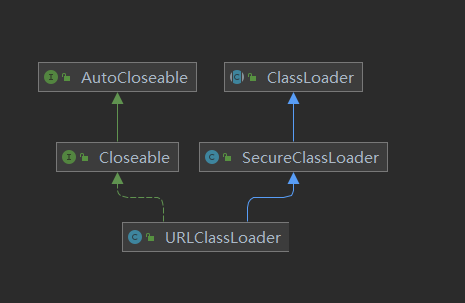 AutoCloseable
ClassLoader
Closeable
SecureClassLoader
URLClassLoader